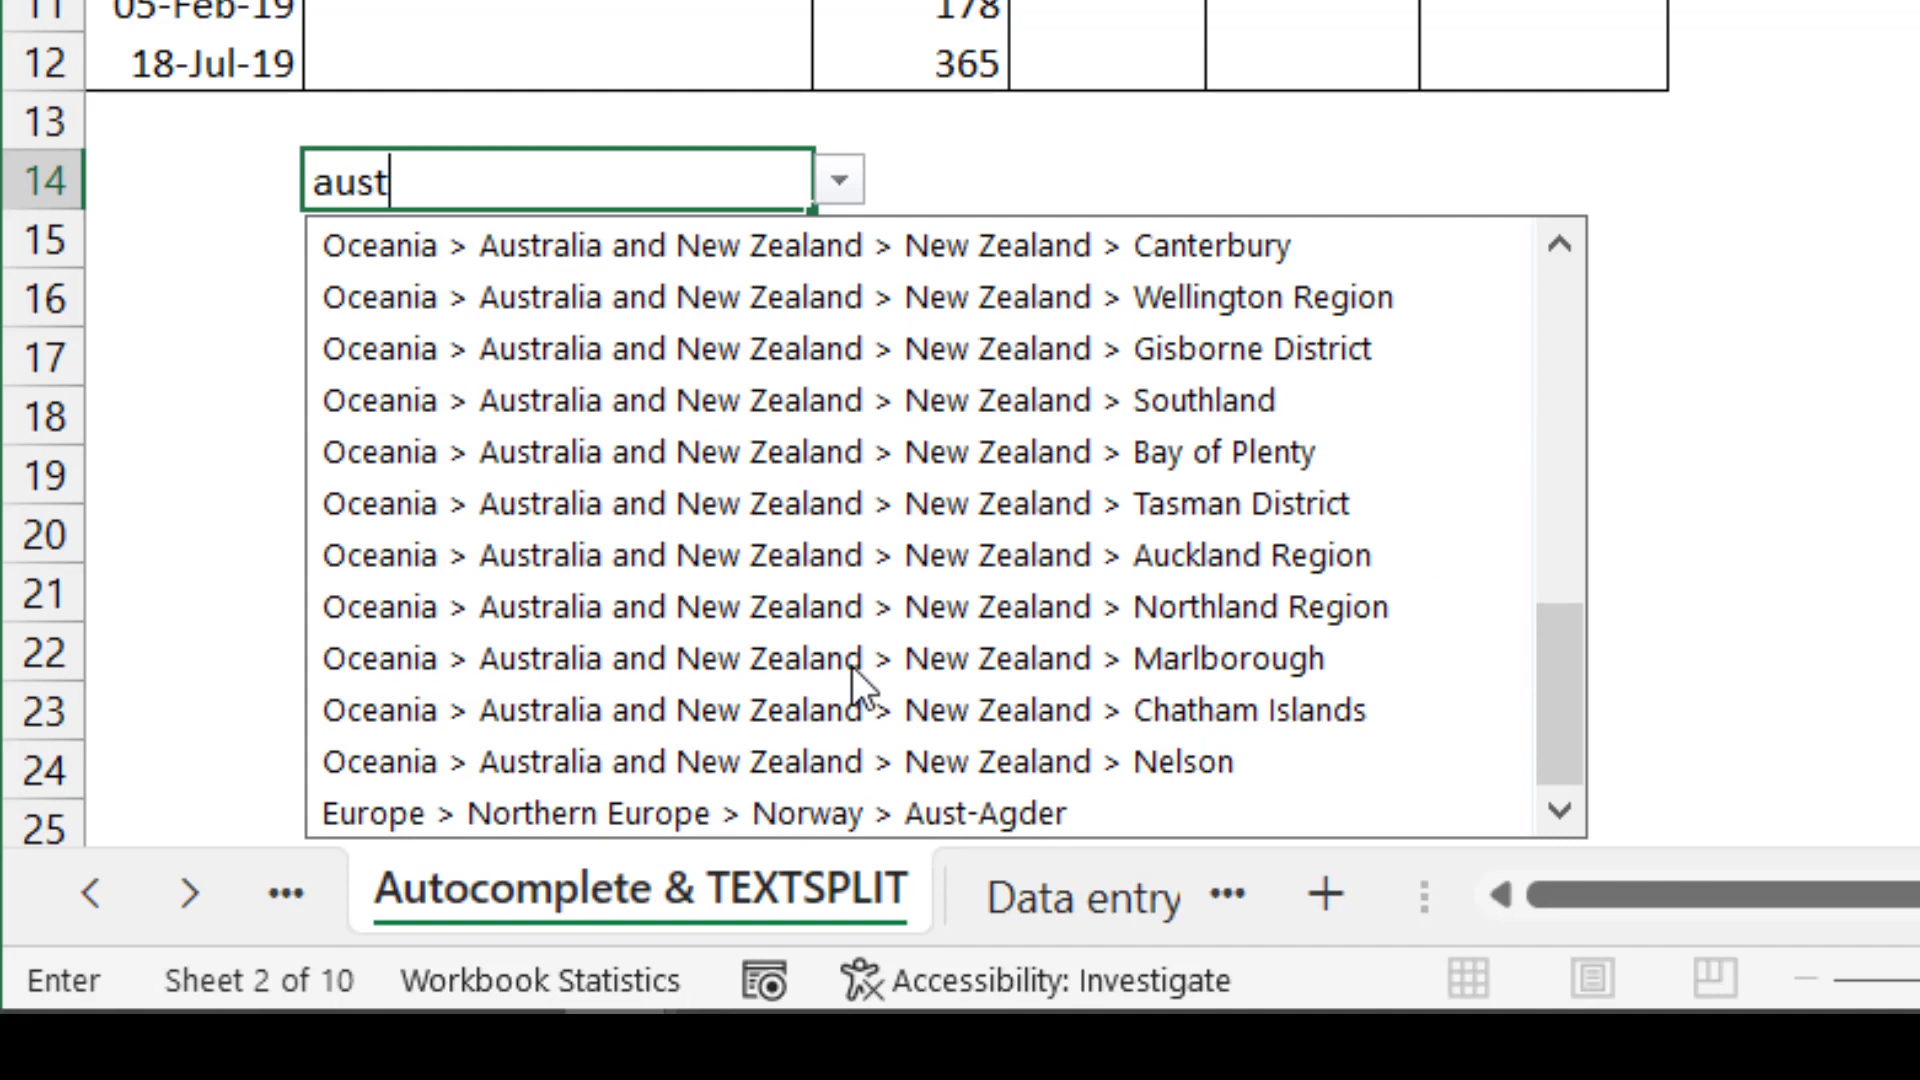 11 05-Feb-19 178
12 18-Jul-19 365
13
14 aust
15 Oceania > Australia and New Zealand > New Zealand > Canterbury
16 Oceania > Australia and New Zealand > New Zealand > Wellington Region
17 Oceania > Australia and New Zealand > New Zealand > Gisborne District
18 Oceania > Australia and New Zealand > New Zealand > Southland
19 Oceania > Australia and New Zealand > New Zealand > Bay of Plenty
20 Oceania > Australia and New Zealand > New Zealand > Tasman District
21 Oceania > Australia and New Zealand > New Zealand > Auckland Region
Oceania > Australia and New Zealand > New Zealand > Northland Region
22 Oceania > Australia and New Zealand > New Zealand > Marlborough
23 Oceania > Australia and New Zealand > New Zealand > Chatham Islands
24 Oceania > Australia and New Zealand > New Zealand > Nelson
25 Europe > Northern Europe > Norway > Aust-Agder
Autocomplete & TEXTSPLIT Data entry
Enter Sheet 2 of 10 Workbook Statistics Accessibility: Investigate